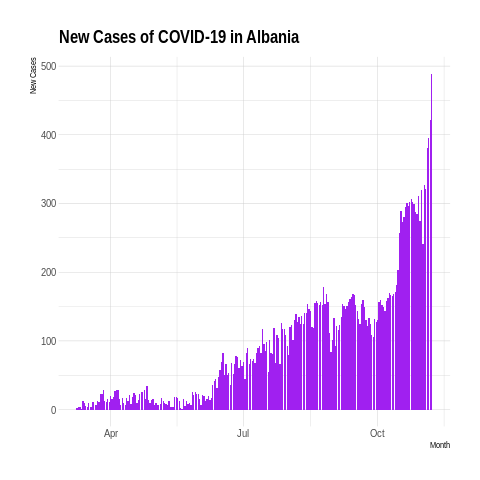 New Cases of COVID-19 in Albania
New Cases
500
400
300
200
100
0
Apr
Jul
Oct
Month